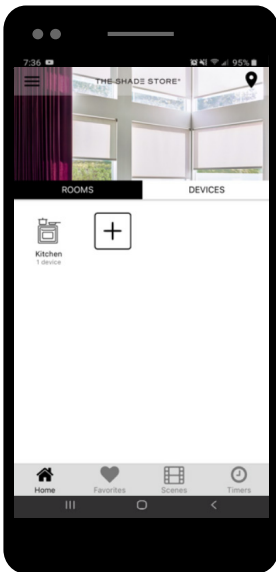 7:36 95%
THE SHADE STORE®
ROOMS DEVICES
Kitchen
1 device
Home Favorites Scenes Timers